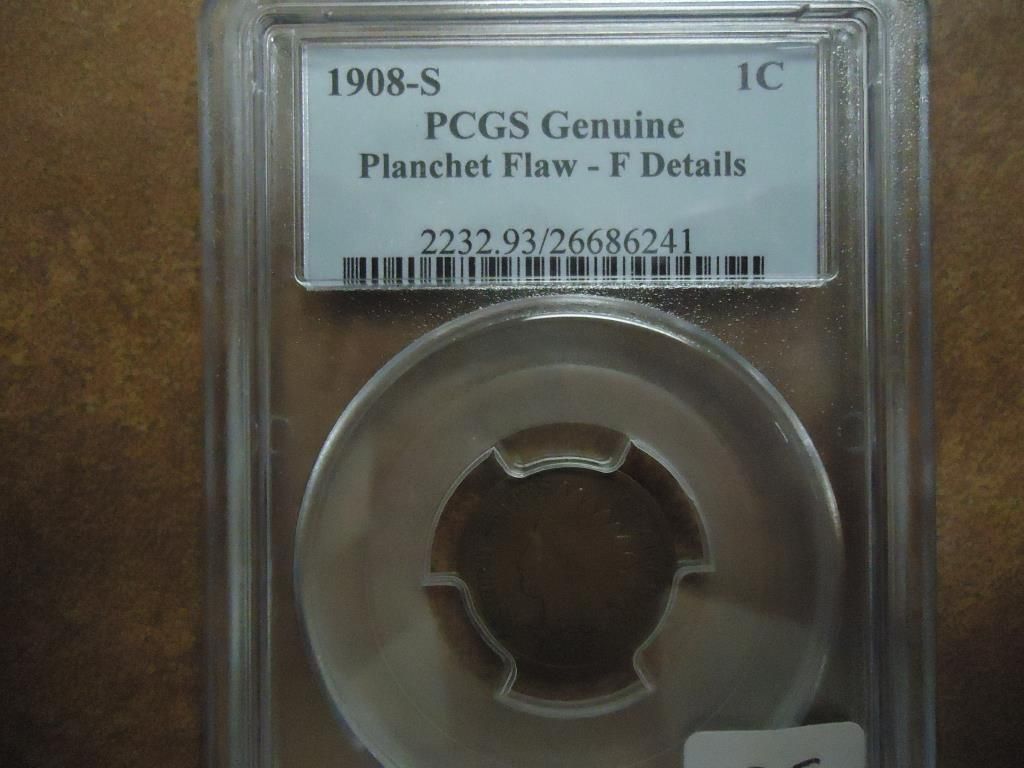 1908-S 1C
PCGS Genuine
Planchet Flaw - F Details
2232.93/26686241